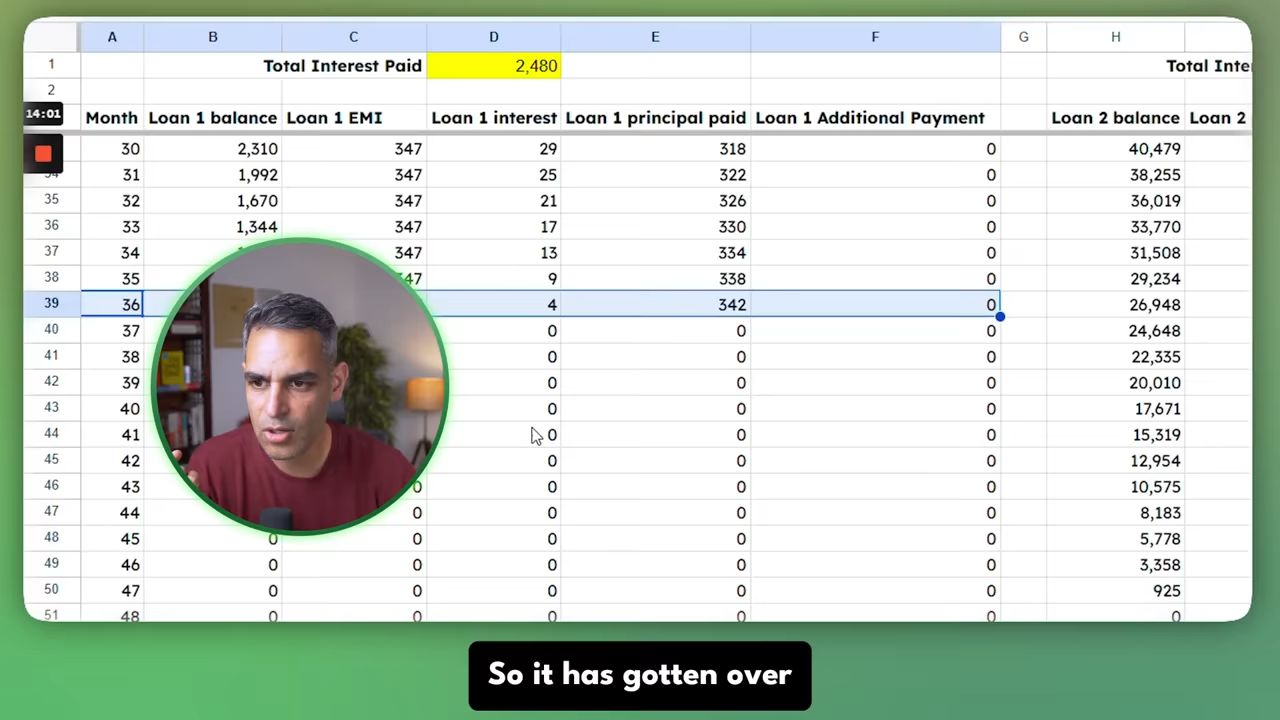 A B C D E F G H
1 Total Interest Paid 2,480 Total Inte
2
14:01 Month Loan 1 balance Loan 1 EMI Loan 1 interest Loan 1 principal paid Loan 1 Additional Payment Loan 2 balance Loan 2
30 2,310 347 29 318 0 40,479
31 1,992 347 25 322 0 38,255
35 32 1,670 347 21 326 0 36,019
36 33 1,344 347 17 330 0 33,770
37 34 347 13 334 0 31,508
38 35 347 9 338 0 29,234
39 36 4 342 0 26,948
40 37 0 0 0 24,648
41 38 0 0 0 22,335
42 39 0 0 0 20,010
43 40 0 0 0 17,671
44 41 0 0 0 15,319
45 42 0 0 0 12,954
46 43 0 0 0 0 10,575
47 44 0 0 0 0 8,183
48 45 0 0 0 0 0 5,778
49 46 0 0 0 0 0 3,358
50 47 0 0 0 0 0 925
51 48 0 0 0 0 0 0
So it has gotten over